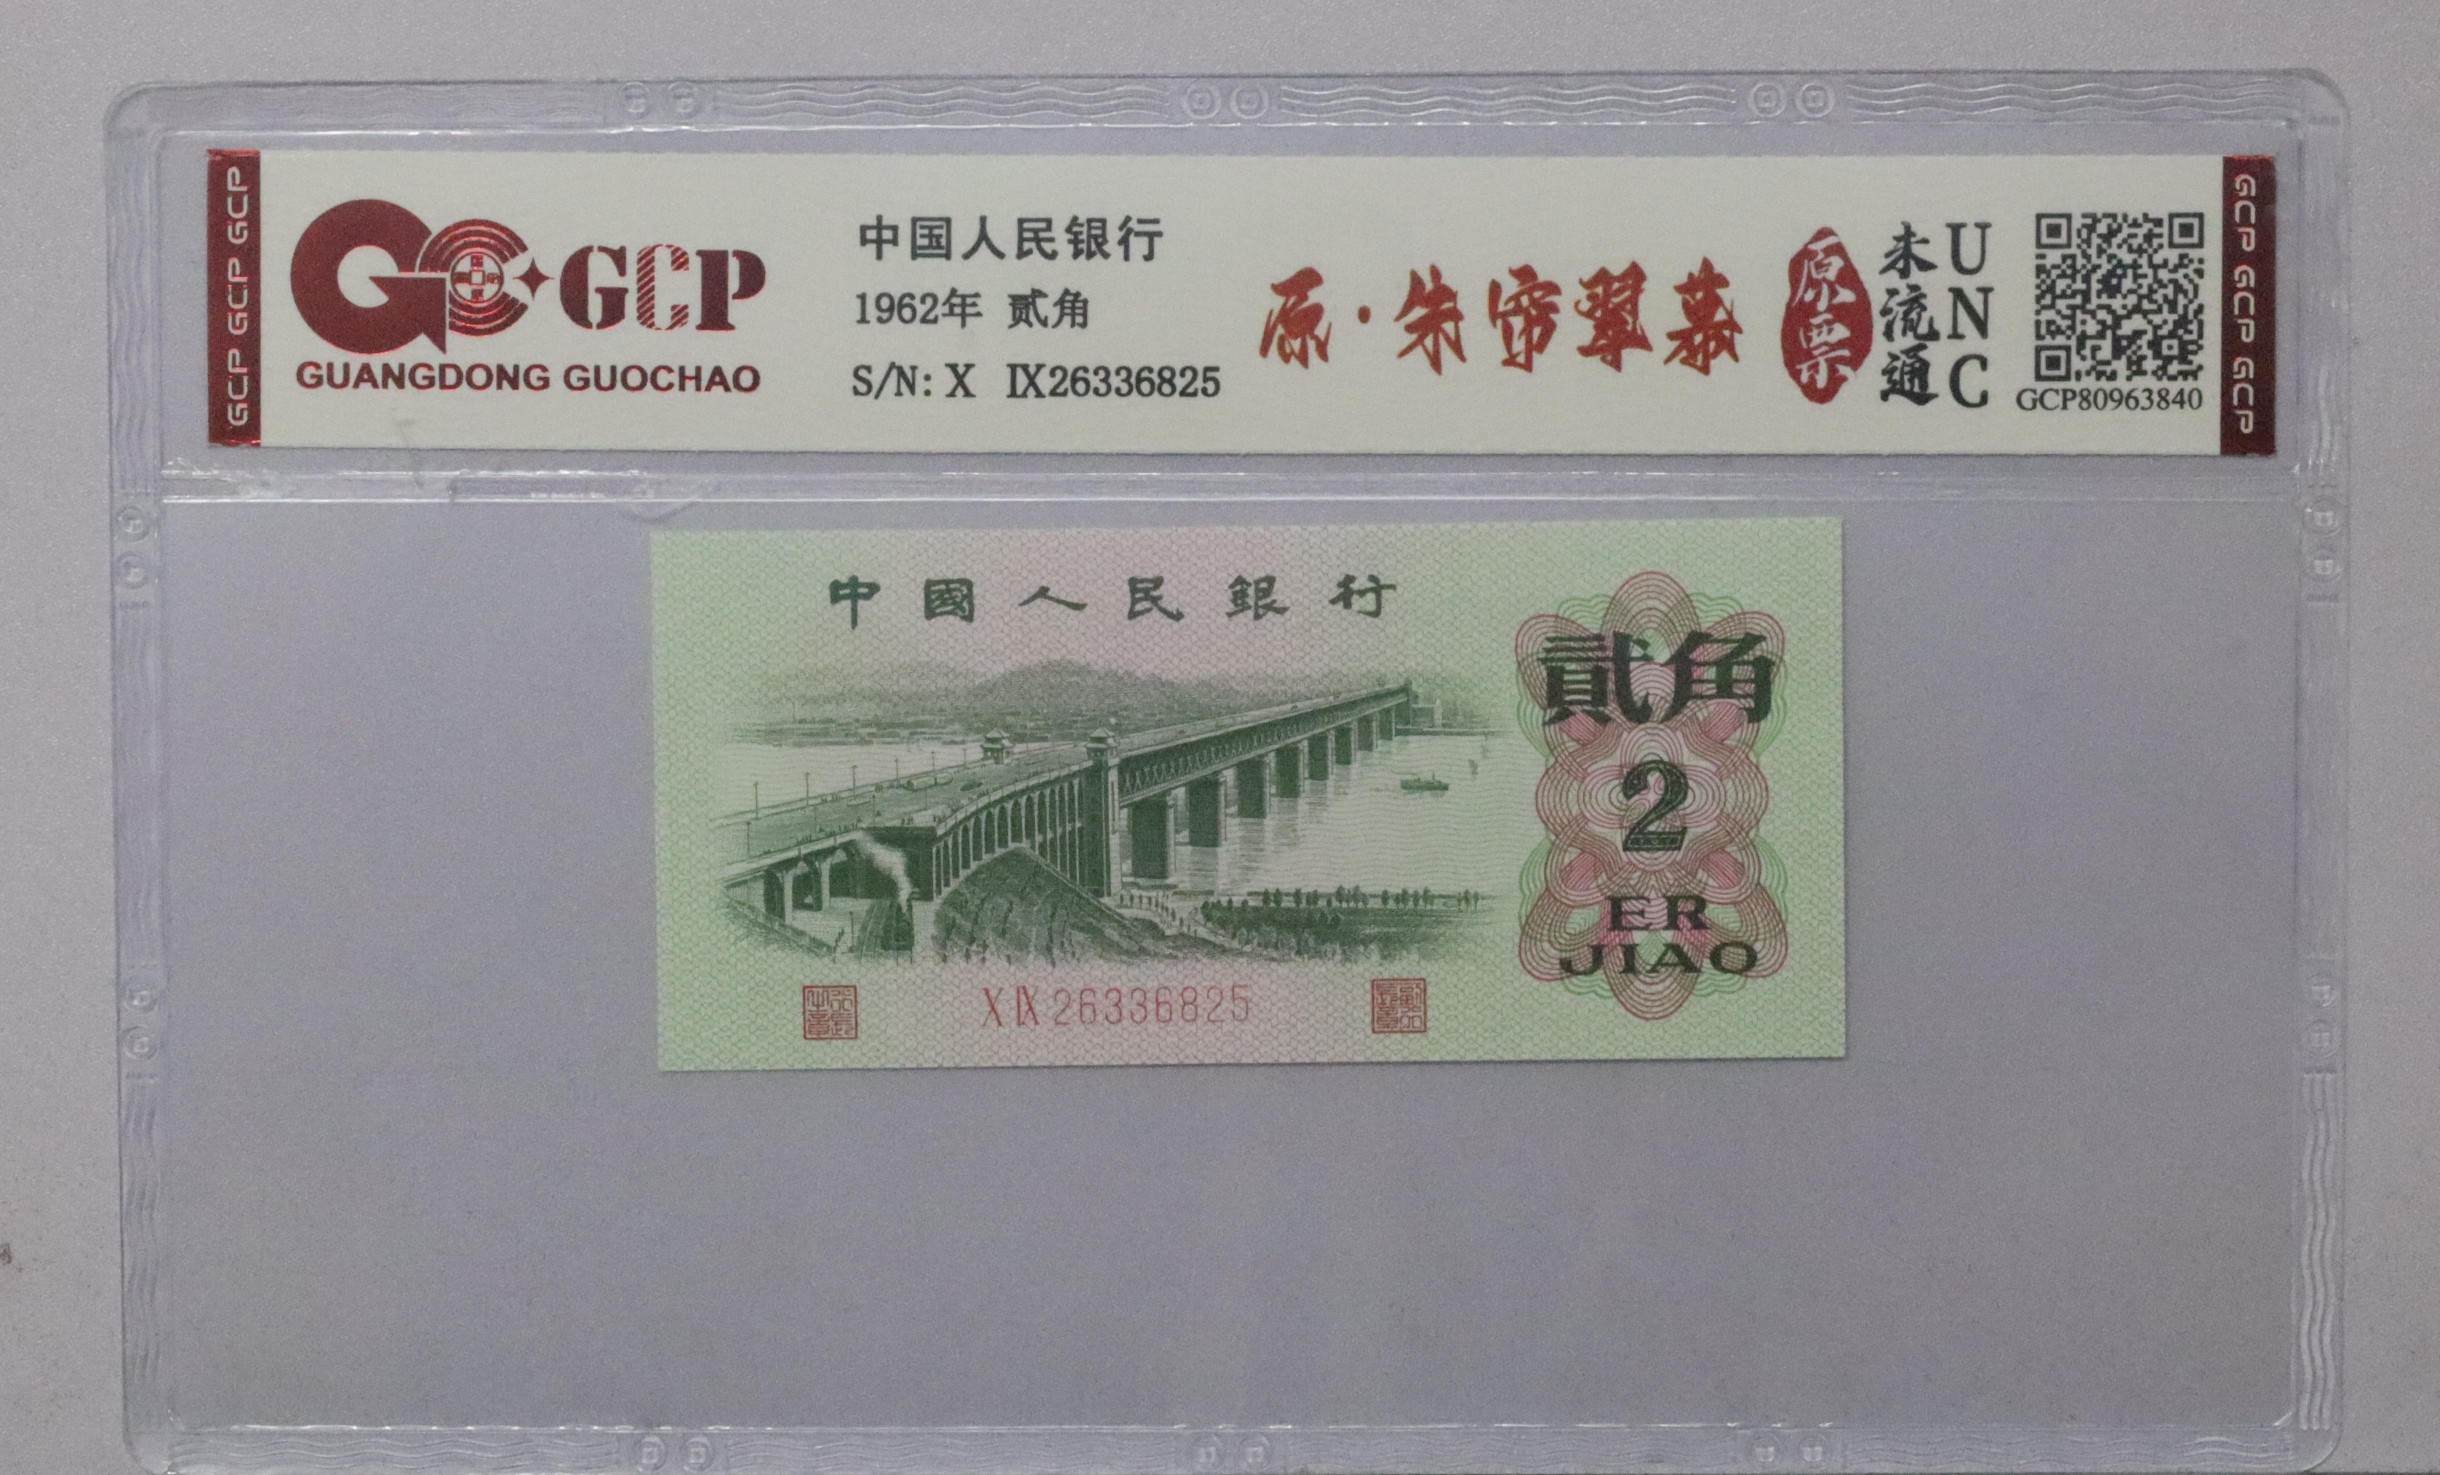 GCP GCP GCP
GCP
GUANGDONG GUOCHAO
中国人民银行
1962年 贰角
S/N: X IX26336825
原·朱帘翠幕
原票
未流通
UNC
GCP80963840
GCP GCP GCP
中國人民銀行
貳角
2
ER
JIAO
X IX 26336825